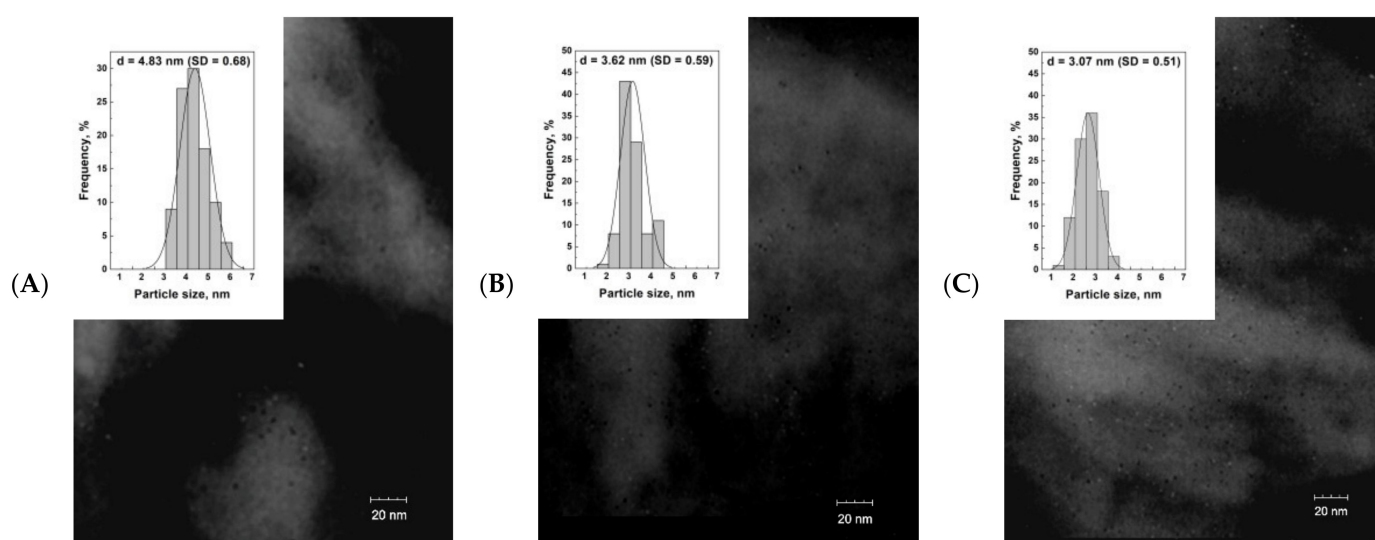 (A)
d = 4.83 nm (SD = 0.68)
Frequency, %
30
20
10
0
1 2 3 4 5 6 7
Particle size, nm
20 nm
(B)
d = 3.62 nm (SD = 0.59)
Frequency, %
50
45
40
35
30
25
20
15
10
5
0
1 2 3 4 5 6 7
Particle size, nm
20 nm
(C)
d = 3.07 nm (SD = 0.51)
Frequency, %
50
45
40
35
30
25
20
15
10
5
0
1 2 3 4 5 6 7
Particle size, nm
20 nm